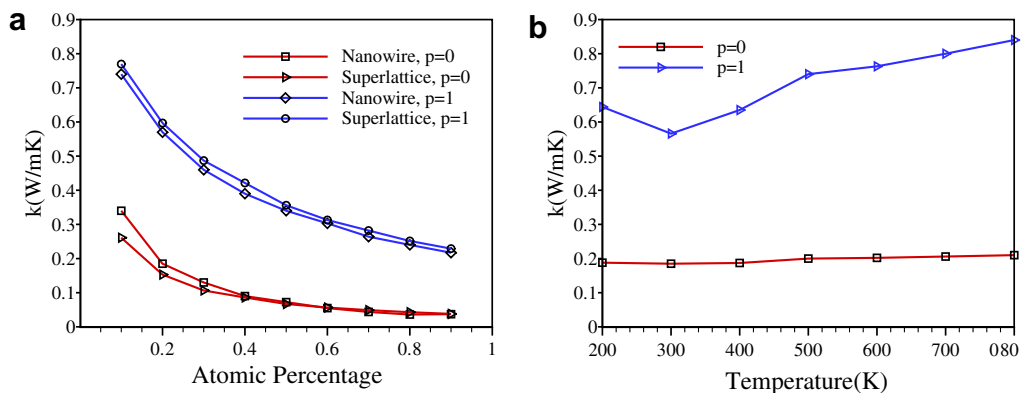 a
0.9
0.8
0.7
0.6
0.5
0.4
0.3
0.2
0.1
0
k(W/mK)
Nanowire, p=0
Superlattice, p=0
Nanowire, p=1
Superlattice, p=1
0.2 0.4 0.6 0.8 1
Atomic Percentage
b
0.9
0.8
0.7
0.6
0.5
0.4
0.3
0.2
0.1
0
k(W/mK)
p=0
p=1
200 300 400 500 600 700 080
Temperature(K)